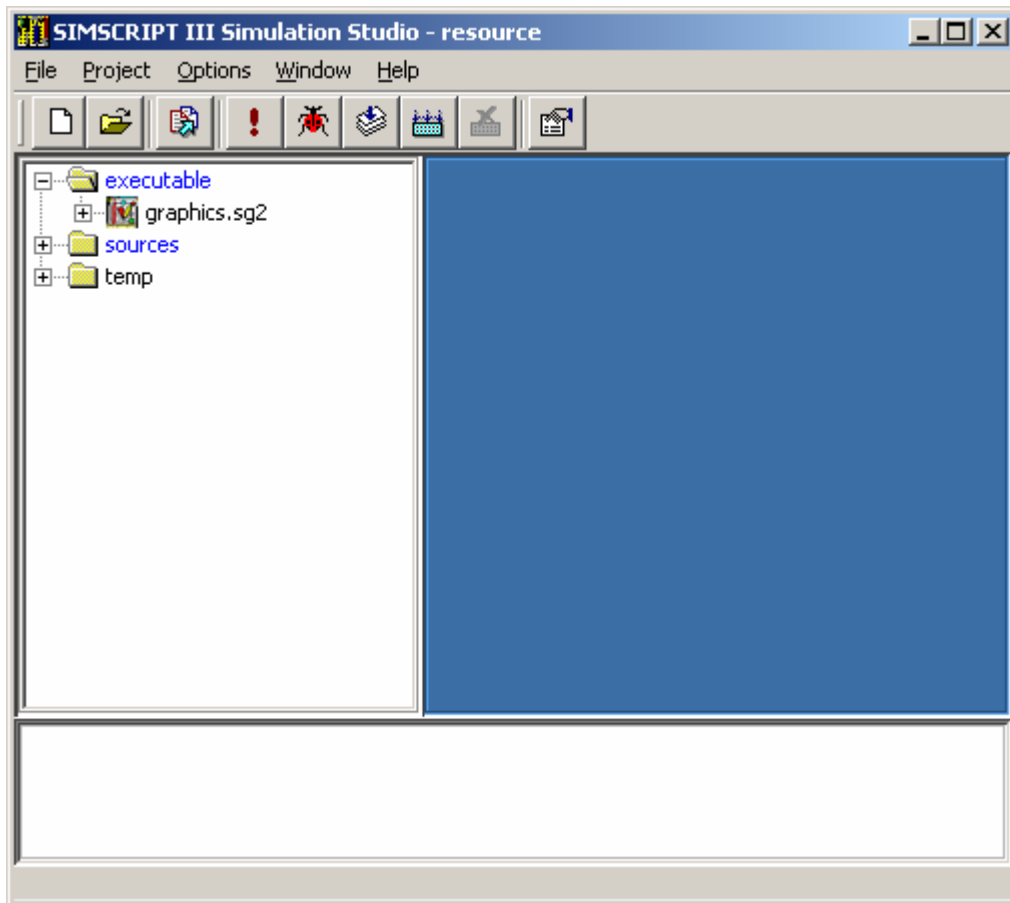 SIMSCRIPT III Simulation Studio - resource
File Project Options Window Help
executable
graphics.sg2
sources
temp